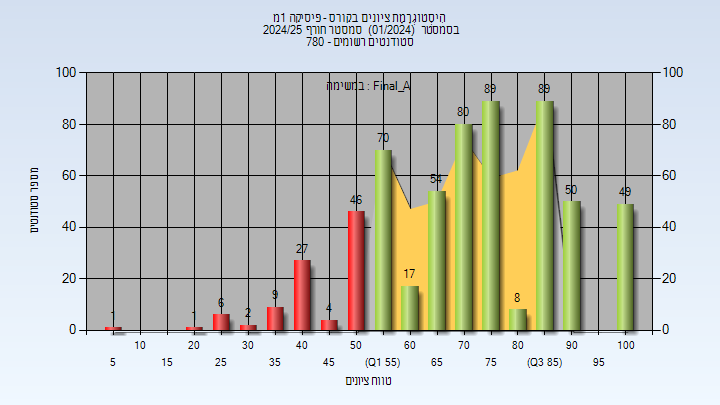 היסטוגרמת ציונים בקורס - פיסיקה 1מ
בסמסטר (01/2024) סמסטר חורף 2024/25
סטודנטים רשומים - 780
במשימה : Final_A
100 100
80 80
60 60
40 40
20 20
0 0
מספר סטודנטים
1 1 6 2 9 27 4 46 70 17 54 80 89 8 89 50 49
10 20 30 40 50 60 70 80 90 100
5 15 25 35 45 (Q1 55) 65 75 (Q3 85) 95
טווח ציונים